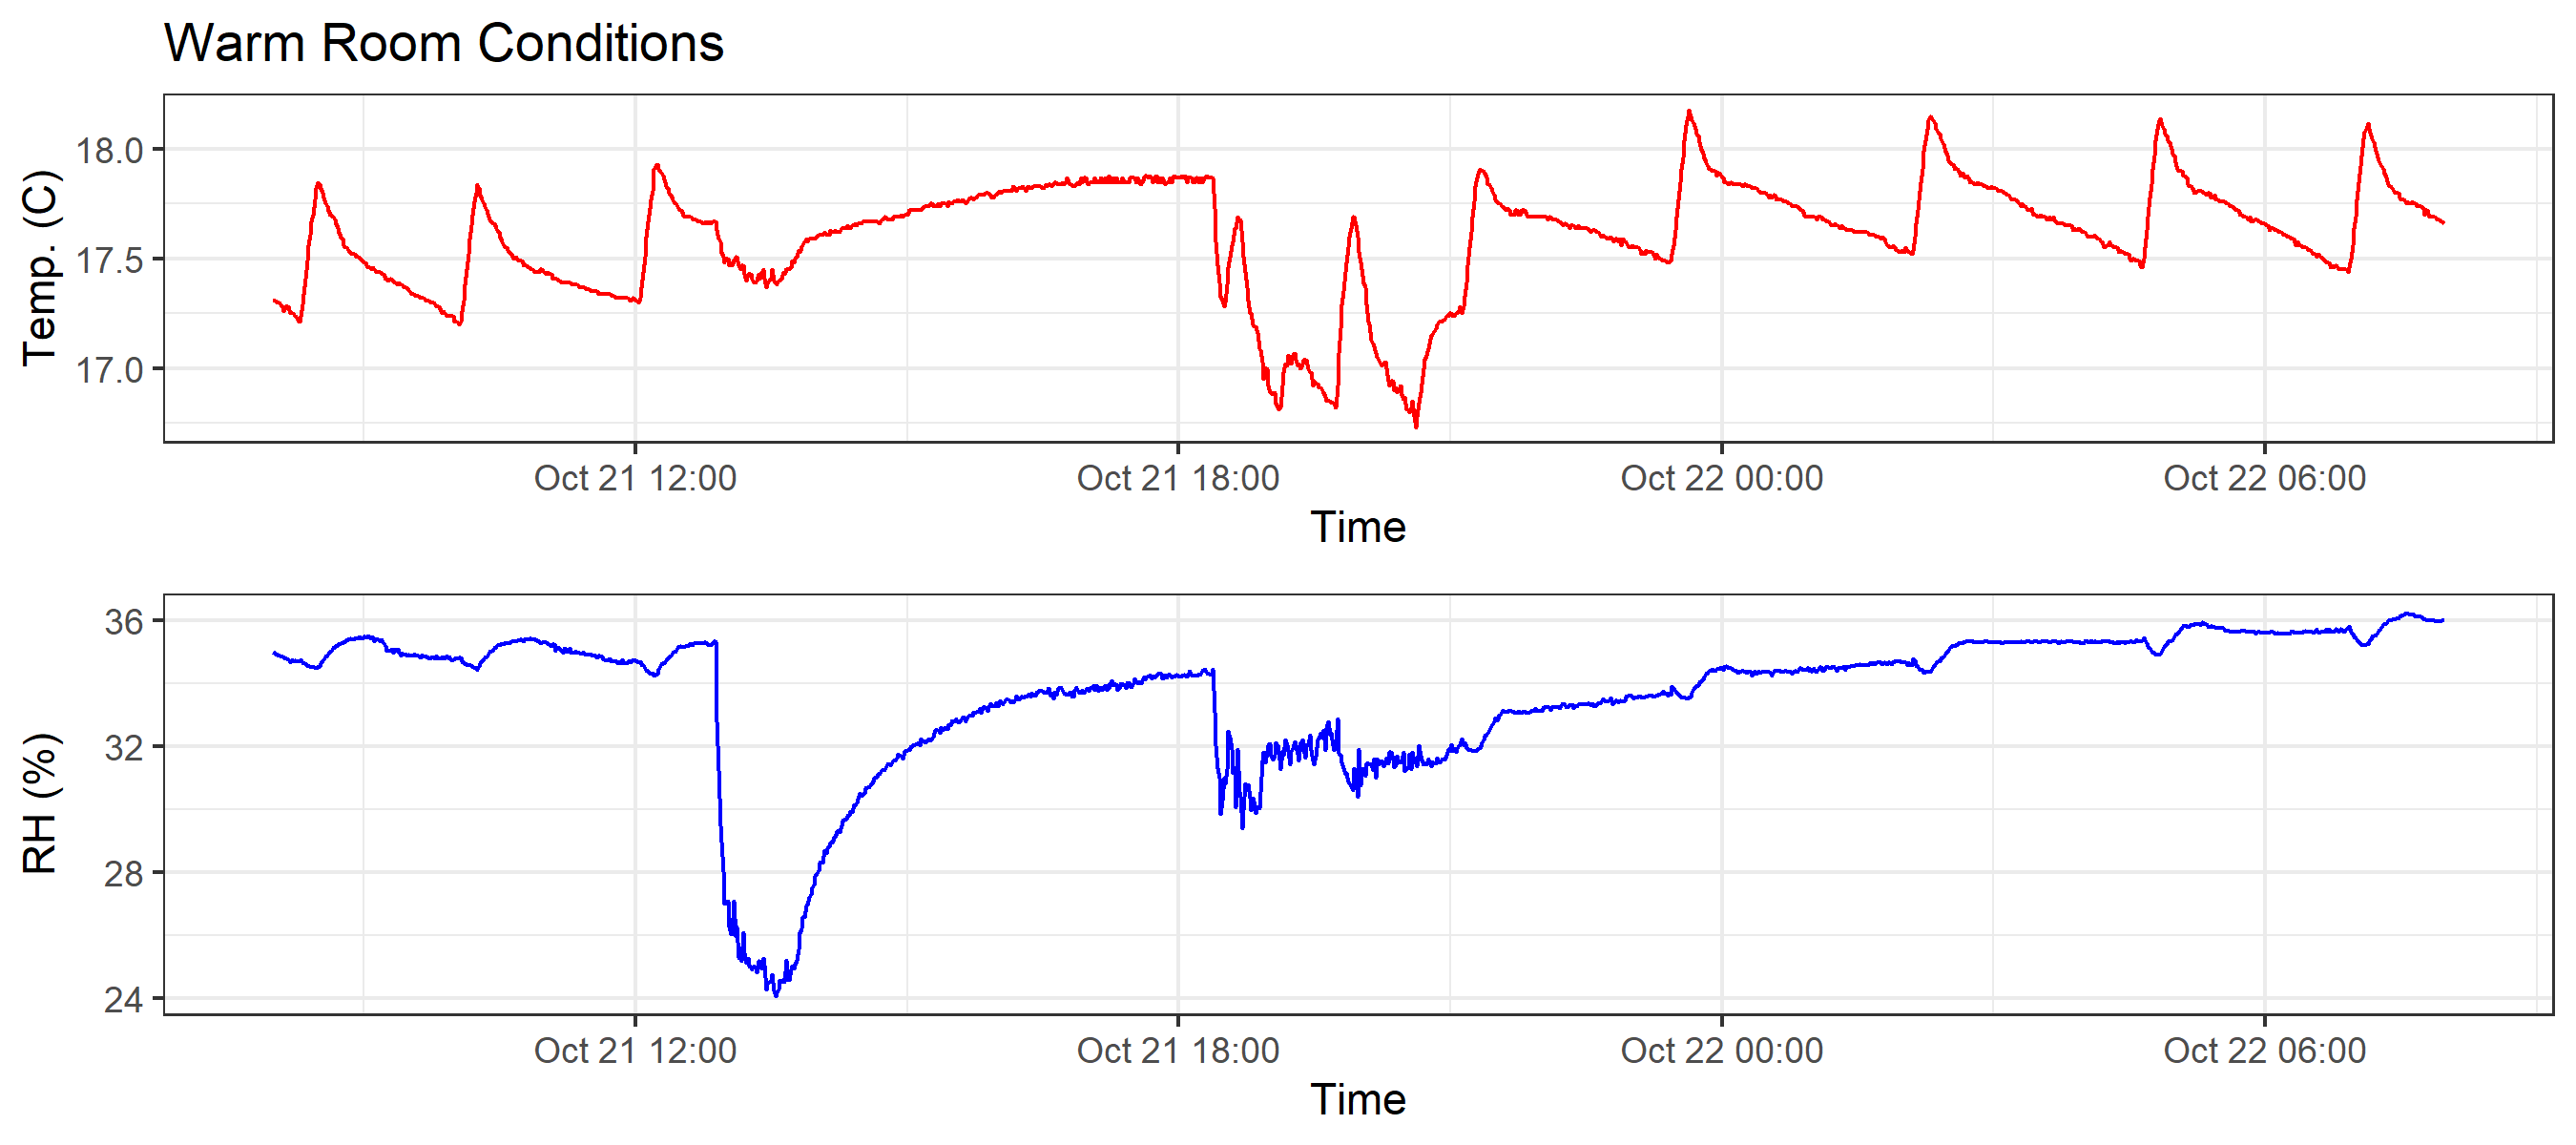 Warm Room Conditions
Temp. (C)
18.0
17.5
17.0
Oct 21 12:00 Oct 21 18:00 Oct 22 00:00 Oct 22 06:00
Time
RH (%)
36
32
28
24
Oct 21 12:00 Oct 21 18:00 Oct 22 00:00 Oct 22 06:00
Time